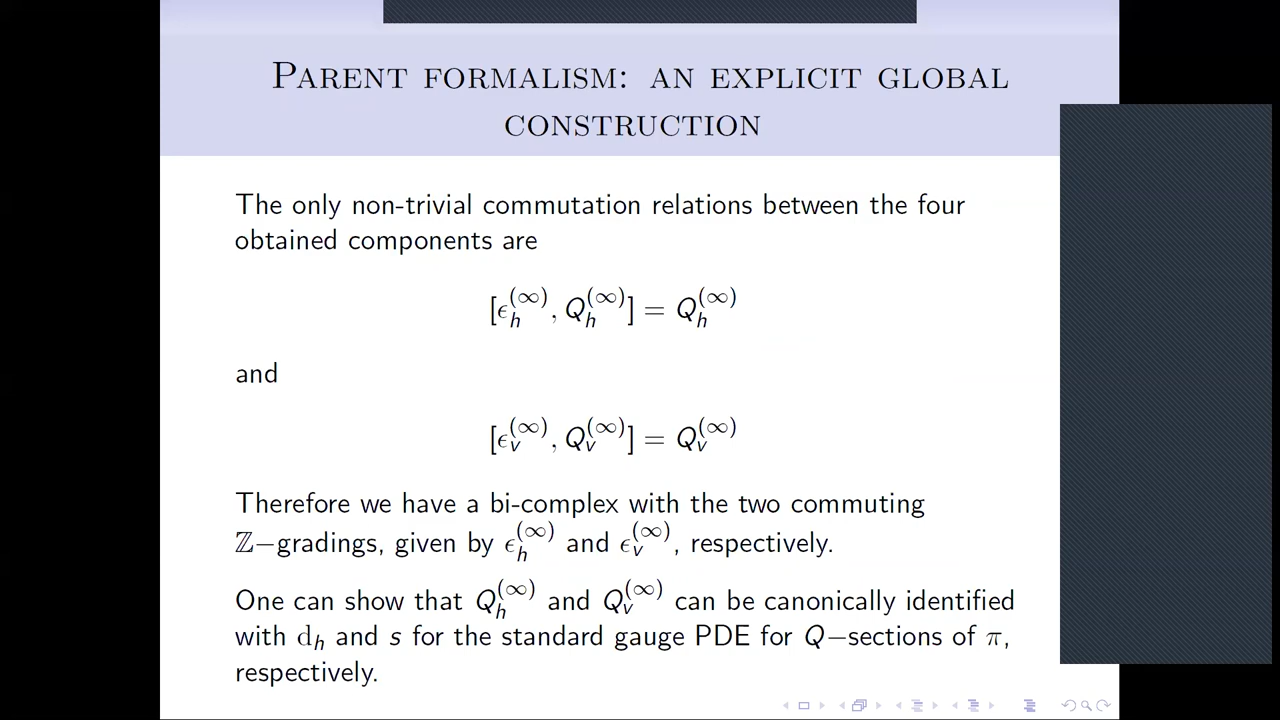 PARENT FORMALISM: AN EXPLICIT GLOBAL
CONSTRUCTION
The only non-trivial commutation relations between the four
obtained components are
[ϵ_h^{(∞)}, Q_h^{(∞)}] = Q_h^{(∞)}
and
[ϵ_v^{(∞)}, Q_v^{(∞)}] = Q_v^{(∞)}
Therefore we have a bi-complex with the two commuting
ℤ−gradings, given by ϵ_h^{(∞)} and ϵ_v^{(∞)}, respectively.
One can show that Q_h^{(∞)} and Q_v^{(∞)} can be canonically identified
with d_h and s for the standard gauge PDE for Q−sections of π,
respectively.